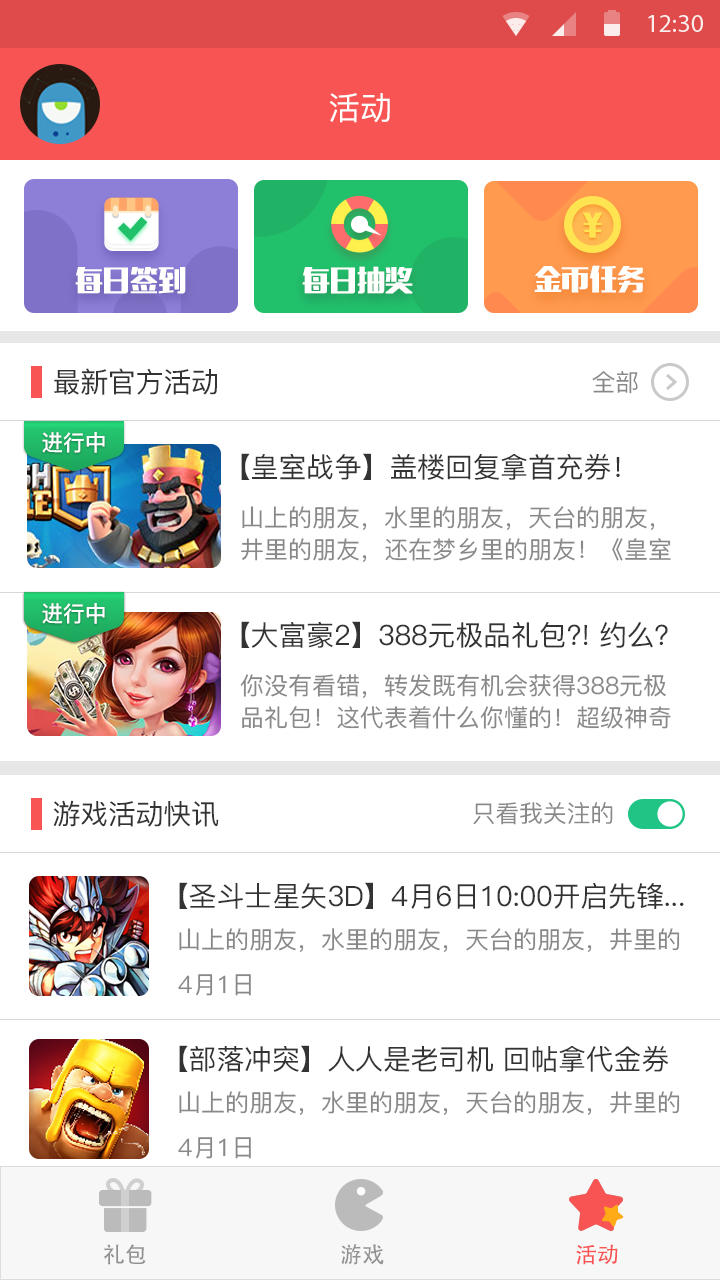 12:30
活动
每日签到
每日抽奖
¥
金币任务
最新官方活动
全部
进行中
【皇室战争】盖楼回复拿首充券!
山上的朋友，水里的朋友，天台的朋友，
井里的朋友，还在梦乡里的朋友！《皇室
进行中
【大富豪2】388元极品礼包?! 约么?
你没有看错，转发既有机会获得388元极
品礼包！这代表着什么你懂的！超级神奇
游戏活动快讯
只看我关注的
【圣斗士星矢3D】4月6日10:00开启先锋...
山上的朋友，水里的朋友，天台的朋友，井里的
4月1日
【部落冲突】人人是老司机 回帖拿代金券
山上的朋友，水里的朋友，天台的朋友，井里的
4月1日
礼包
游戏
活动